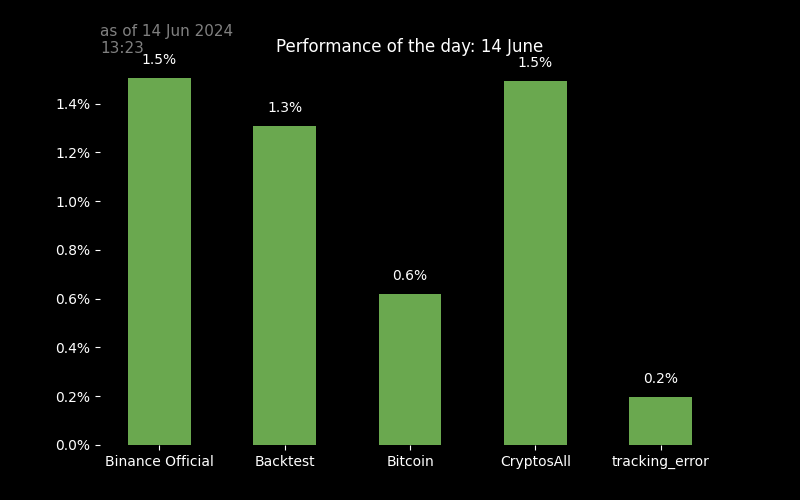 as of 14 Jun 2024
13:23
Performance of the day: 14 June
1.5%
1.3%
0.6%
1.5%
0.2%
1.4%
1.2%
1.0%
0.8%
0.6%
0.4%
0.2%
0.0%
Binance Official
Backtest
Bitcoin
CryptosAll
tracking_error